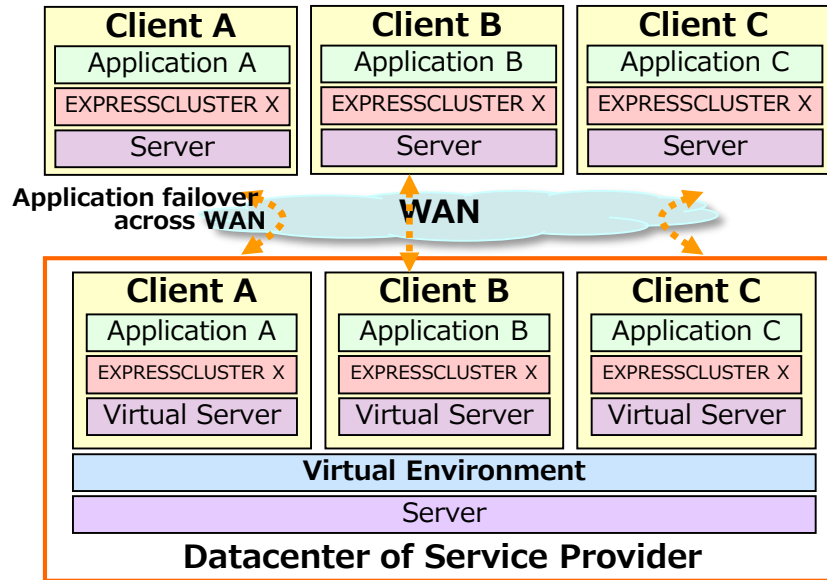 Client A
Client B
Client C
Application A
Application B
Application C
EXPRESSCLUSTER X
EXPRESSCLUSTER X
EXPRESSCLUSTER X
Server
Server
Server
Application failover
across WAN
WAN
Client A
Client B
Client C
Application A
Application B
Application C
EXPRESSCLUSTER X
EXPRESSCLUSTER X
EXPRESSCLUSTER X
Virtual Server
Virtual Server
Virtual Server
Virtual Environment
Server
Datacenter of Service Provider